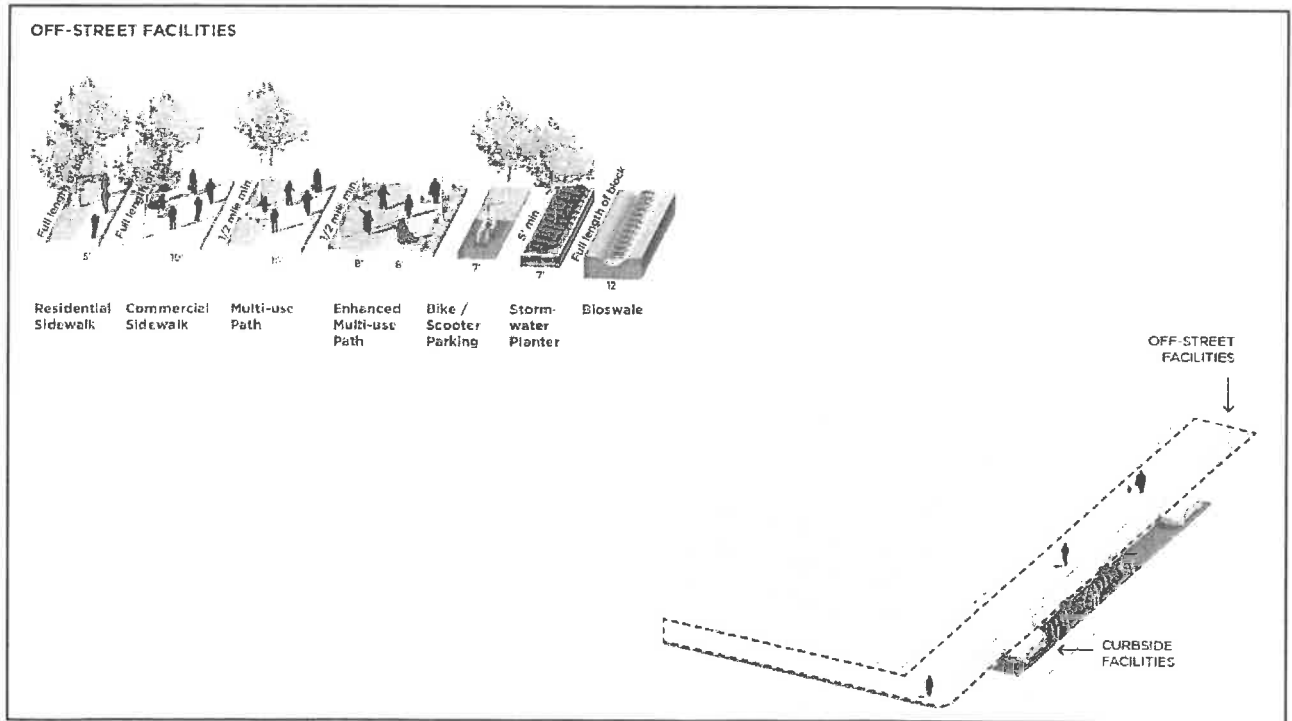 OFF-STREET FACILITIES
Full length of block
Full length of block
1/2 mile min
1/2 mile min
5' min
Full length of block
5'
10'
8'
6'
7'
7'
12
Residential
Sidewalk
Commercial
Sidewalk
Multi-use
Path
Enhanced
Multi-use
Path
Bike /
Scooter
Parking
Storm-
water
Planter
Bioswale
OFF-STREET
FACILITIES
CURBSIDE
FACILITIES